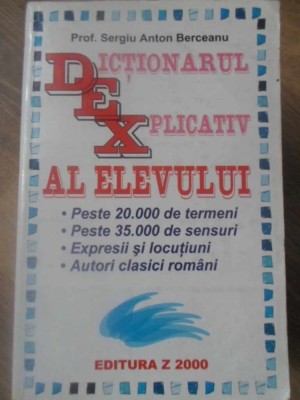 Prof. Sergiu Anton Berceanu
DICȚIONARUL
EXPLICATIV
AL ELEVULUI
• Peste 20.000 de termeni
• Peste 35.000 de sensuri
• Expresii și locuțiuni
• Autori clasici români
EDITURA Z 2000